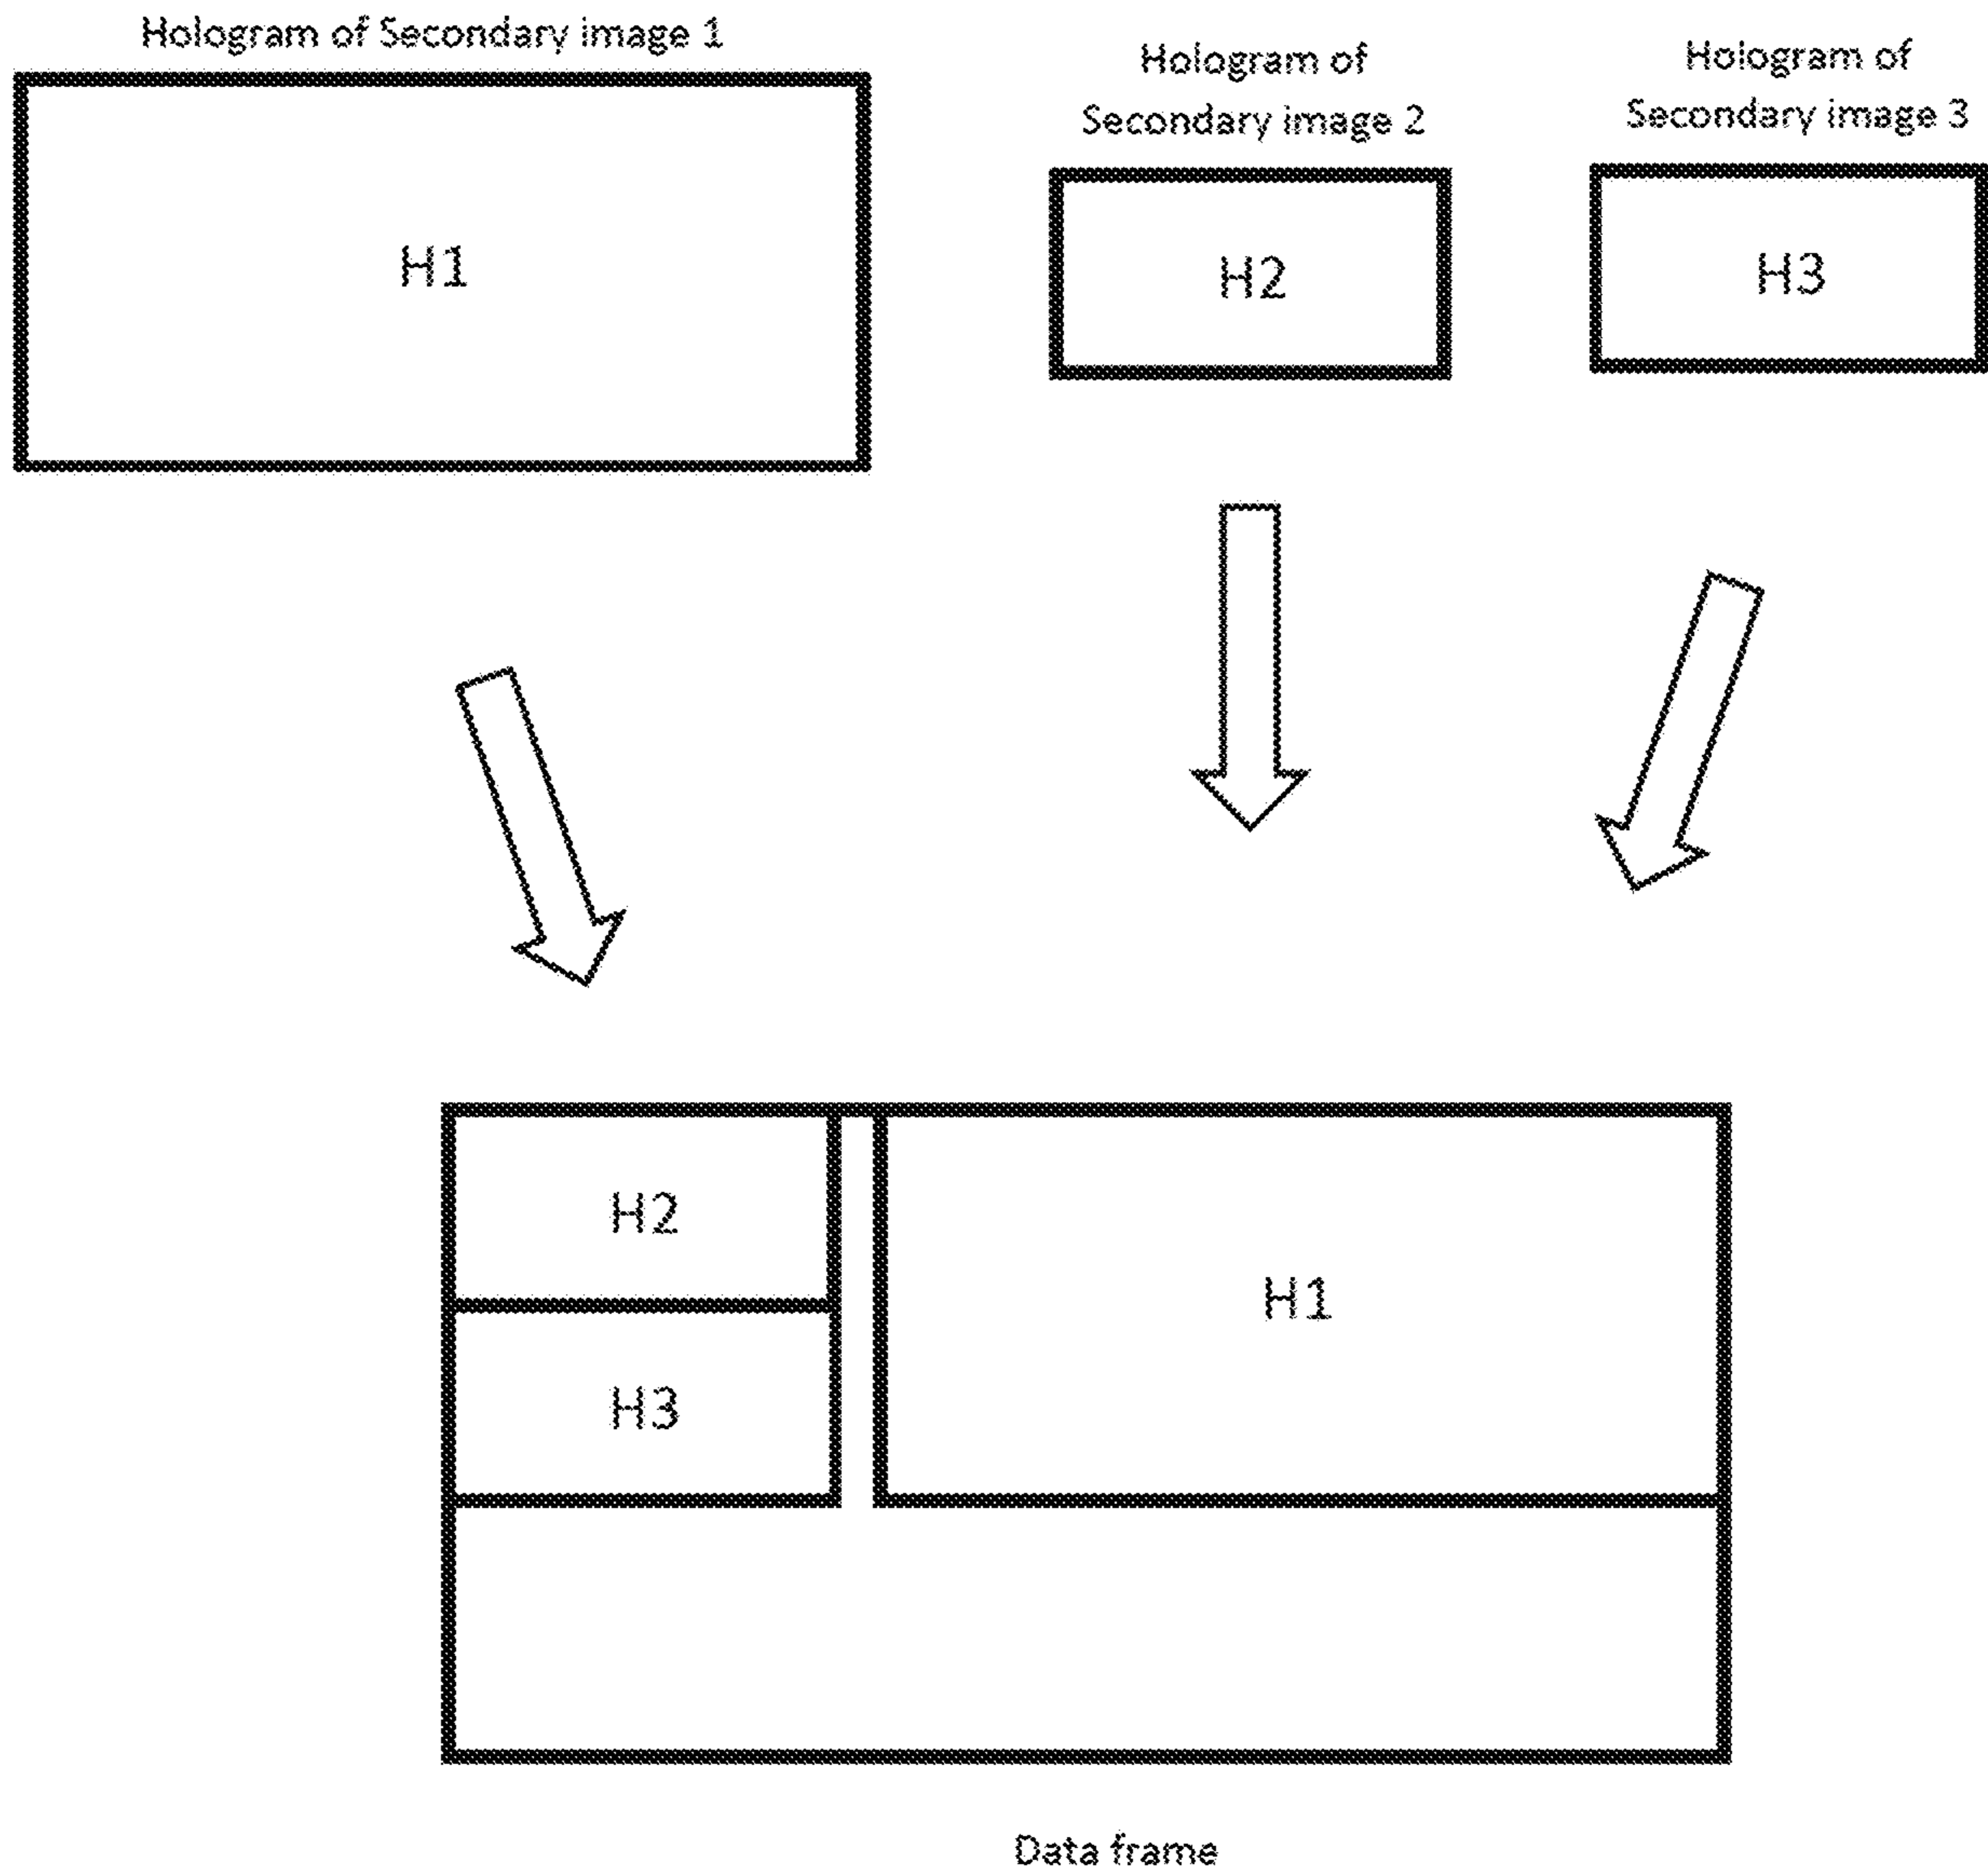 Hologram of Secondary image 1
Hologram of
Secondary image 2
Hologram of
Secondary image 3
H1
H2
H3
H2
H1
H3
Data frame